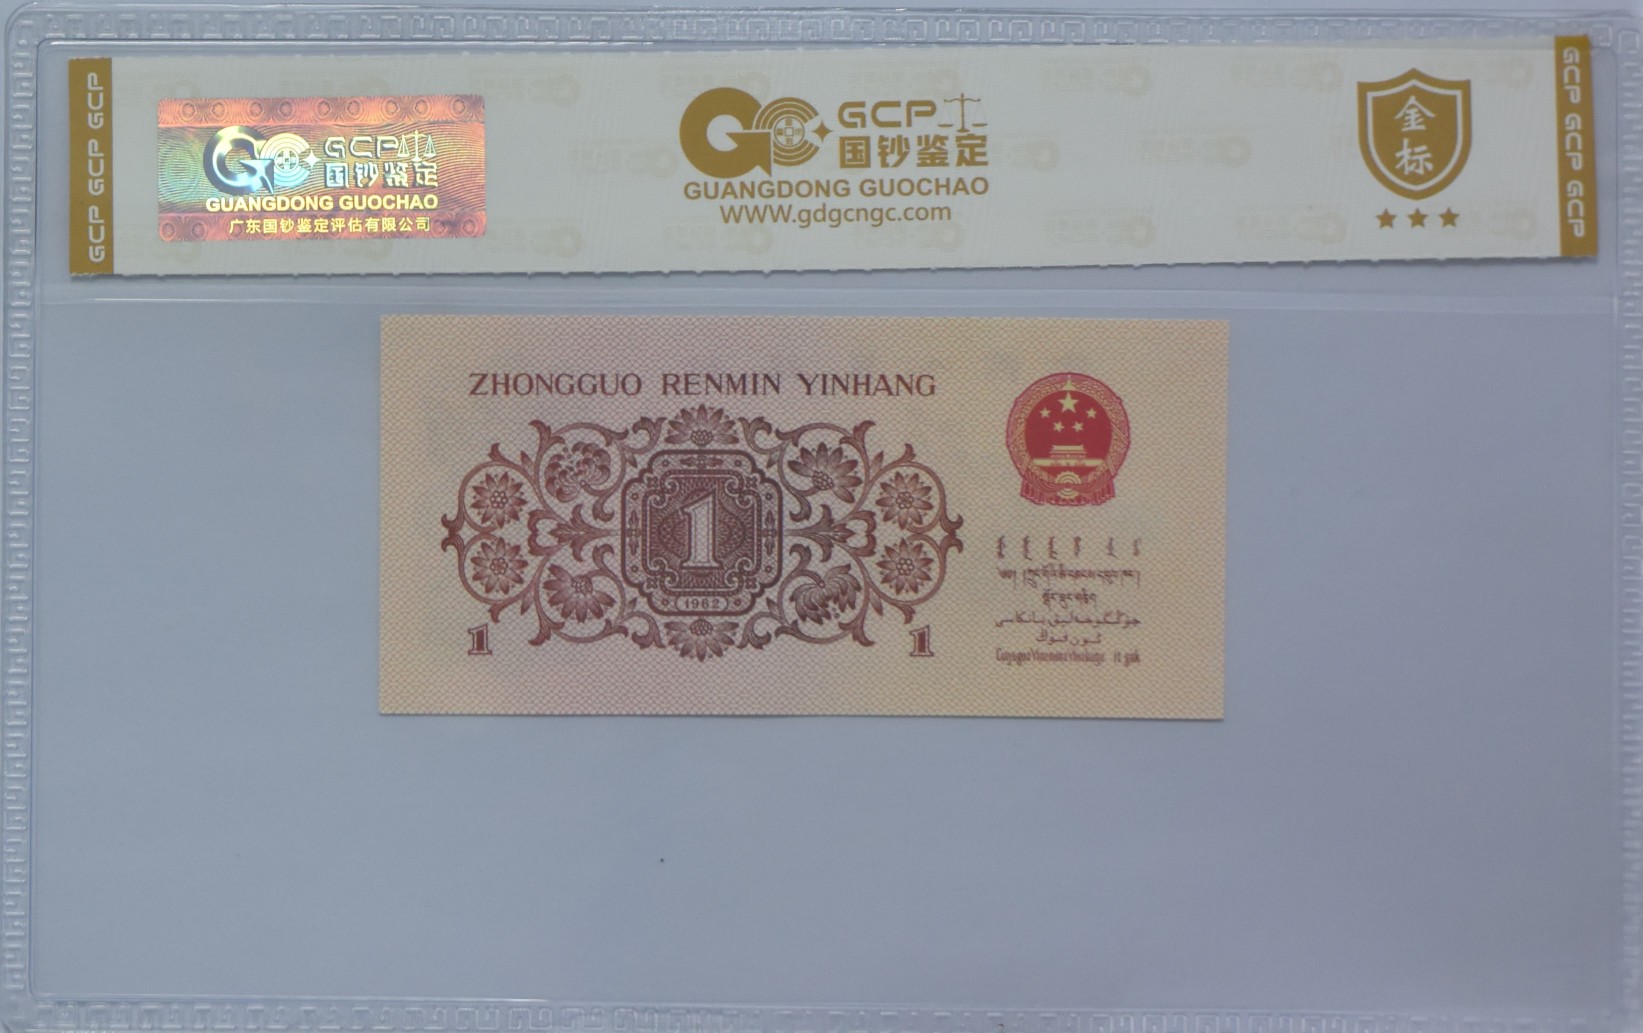 GCP GCP GCP
GCP
国钞鉴定
GUANGDONG GUOCHAO
广东国钞鉴定评估有限公司
GCP
国钞鉴定
GUANGDONG GUOCHAO
WWW.gdgcngc.com
金标
GCP GCP GCP
ZHONGGUO RENMIN YINHANG
1
1962
1
1